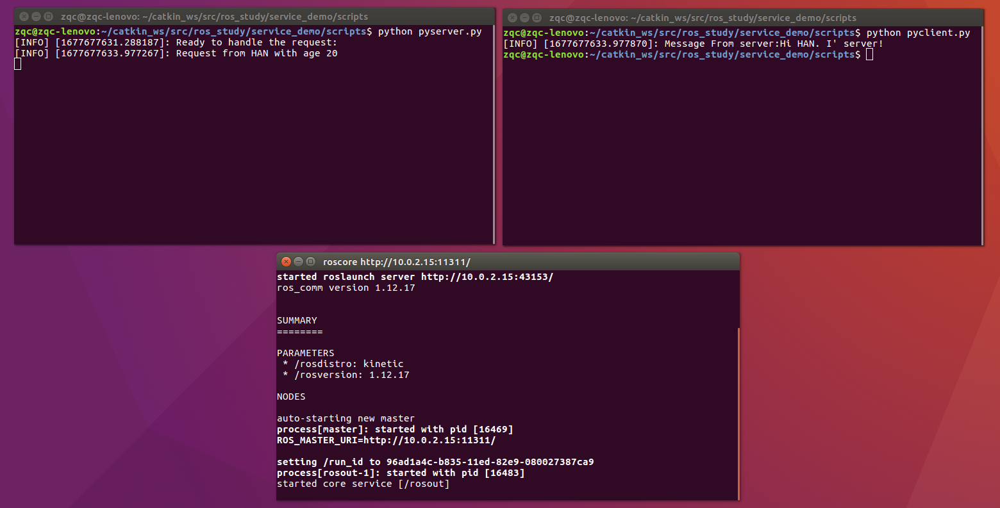 zqc@zqc-lenovo: ~/catkin_ws/src/ros_study/service_demo/scripts
zqc@zqc-lenovo:~/catkin_ws/src/ros_study/service_demo/scripts$ python pyserver.py
[INFO] [1677677631.288187]: Ready to handle the request:
[INFO] [1677677633.977267]: Request from HAN with age 20
zqc@zqc-lenovo: ~/catkin_ws/src/ros_study/service_demo/scripts
zqc@zqc-lenovo:~/catkin_ws/src/ros_study/service_demo/scripts$ python pyclient.py
[INFO] [1677677633.977870]: Message From server:Hi HAN. I' server!
zqc@zqc-lenovo:~/catkin_ws/src/ros_study/service_demo/scripts$
roscore http://10.0.2.15:11311/
started roslaunch server http://10.0.2.15:43153/
ros_comm version 1.12.17
SUMMARY
========
PARAMETERS
* /rosdistro: kinetic
* /rosversion: 1.12.17
NODES
auto-starting new master
process[master]: started with pid [16469]
ROS_MASTER_URI=http://10.0.2.15:11311/
setting /run_id to 96ad1a4c-b835-11ed-82e9-080027387ca9
process[rosout-1]: started with pid [16483]
started core service [/rosout]